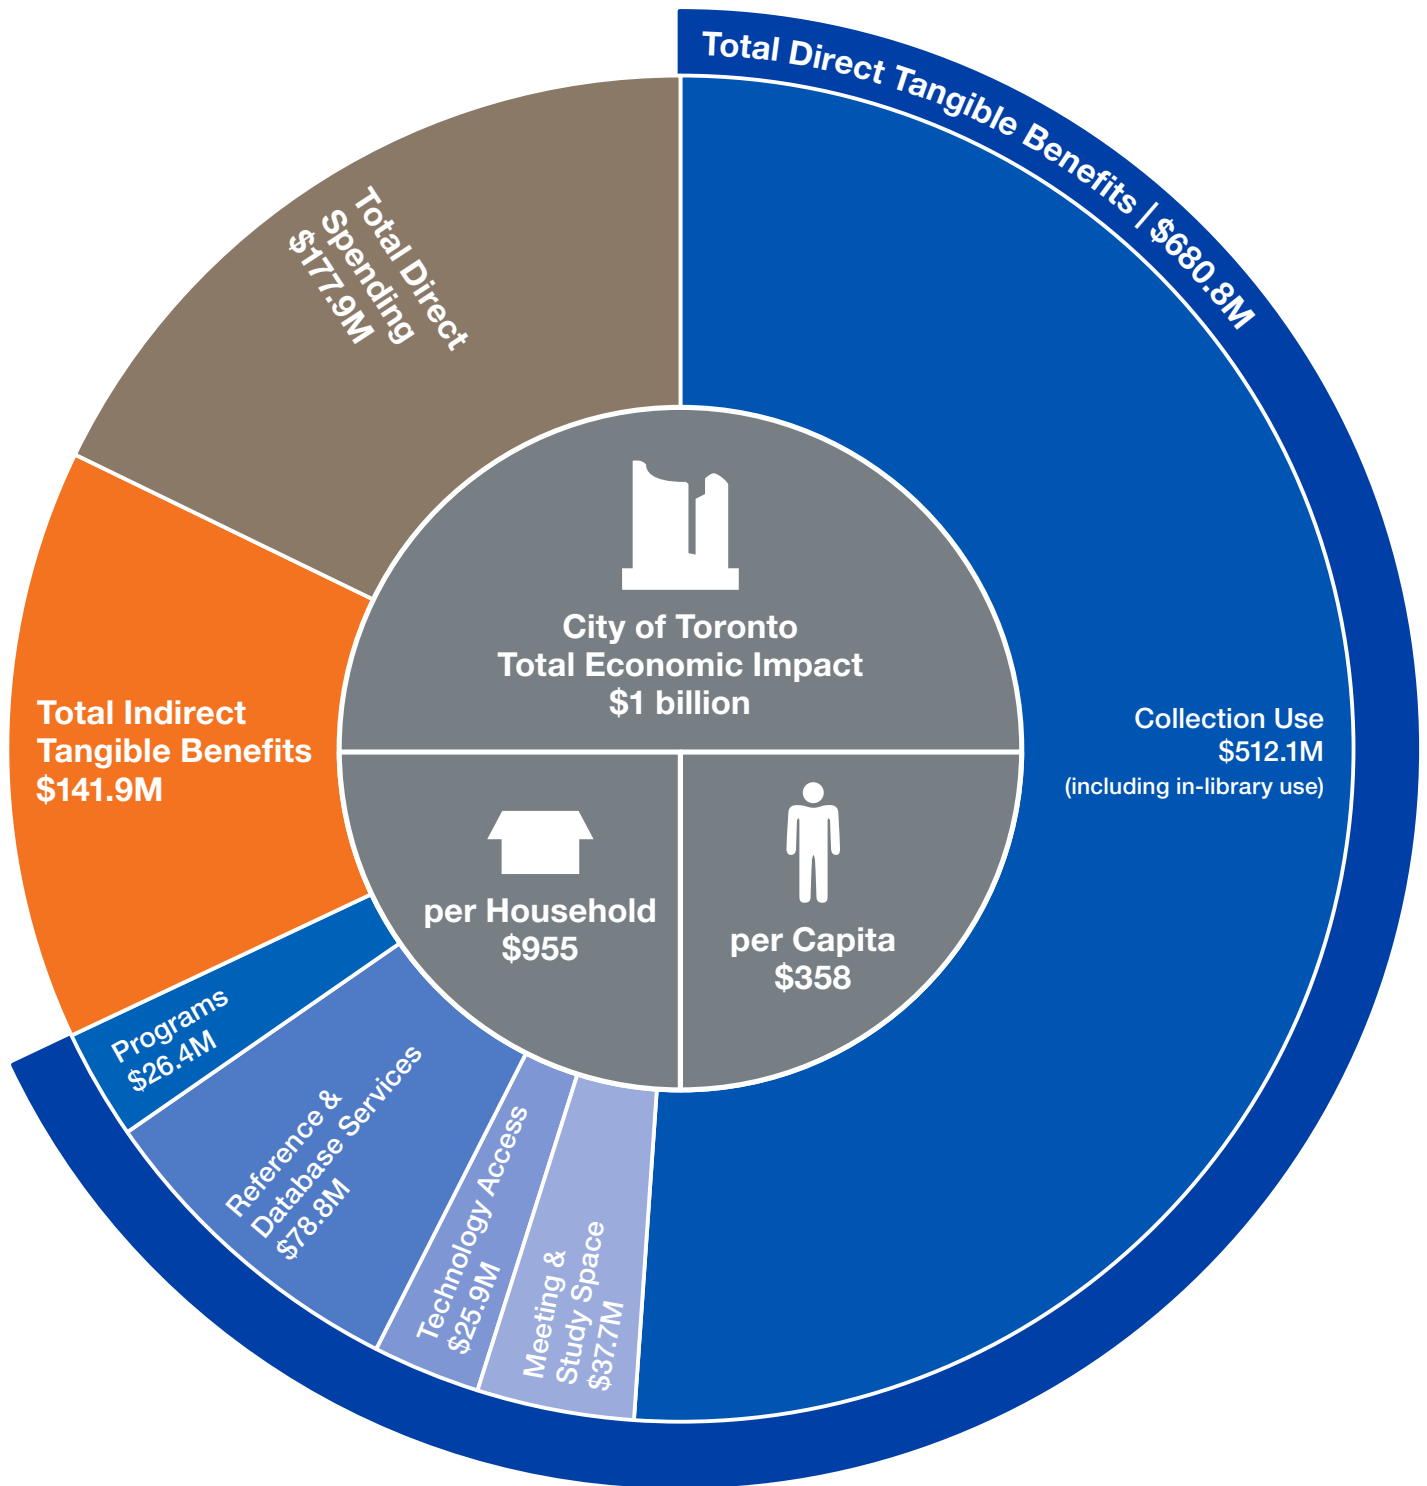 Total Direct Tangible Benefits | $680.8M
Total Direct
Spending
$177.9M
City of Toronto
Total Economic Impact
$1 billion
Total Indirect
Tangible Benefits
$141.9M
Collection Use
$512.1M
(including in-library use)
per Household
$955
per Capita
$358
Programs
$26.4M
Reference &
Database Services
$78.8M
Technology Access
$25.9M
Meeting &
Study Space
$37.7M